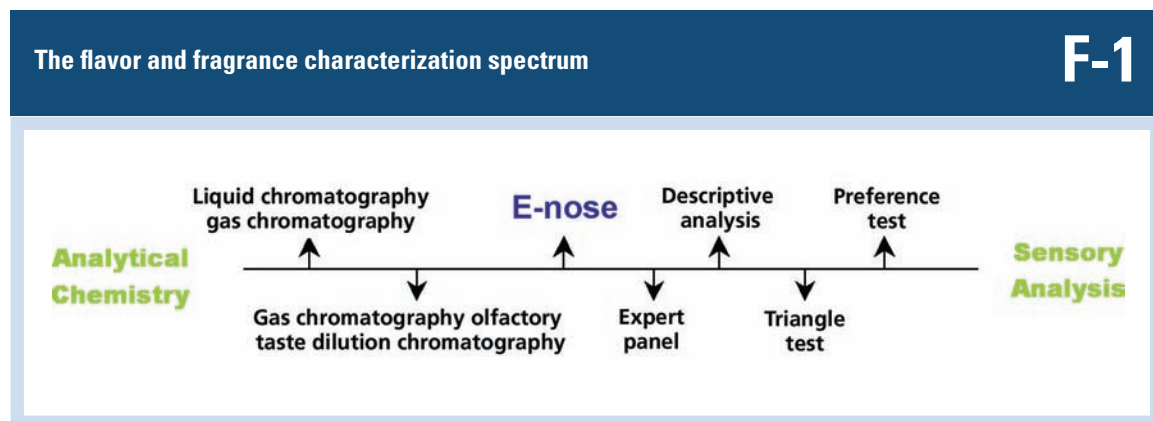 The flavor and fragrance characterization spectrum
F-1
Liquid chromatography
gas chromatography
E-nose
Descriptive
analysis
Preference
test
Analytical
Chemistry
Sensory
Analysis
Gas chromatography olfactory
taste dilution chromatography
Expert
panel
Triangle
test